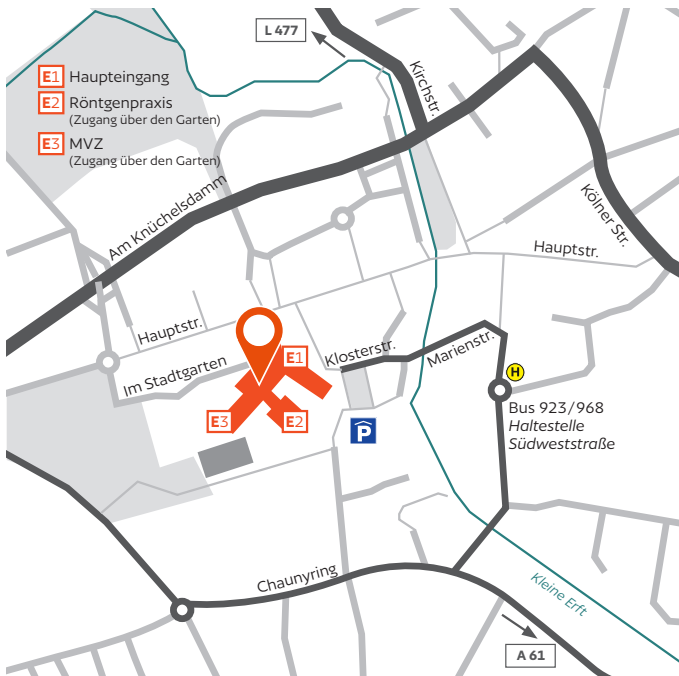 L 477
E1 Haupteingang
E2 Röntgenpraxis
(Zugang über den Garten)
E3 MVZ
(Zugang über den Garten)
Kirchstr.
Am Knüchelsdamm
Kölner Str.
Hauptstr.
Hauptstr.
Im Stadtgarten
E1
Klosterstr.
Marienstr.
H
E3
E2
P
Bus 923/968
Haltestelle
Südweststraße
Chaunyring
Kleine Erft
A 61